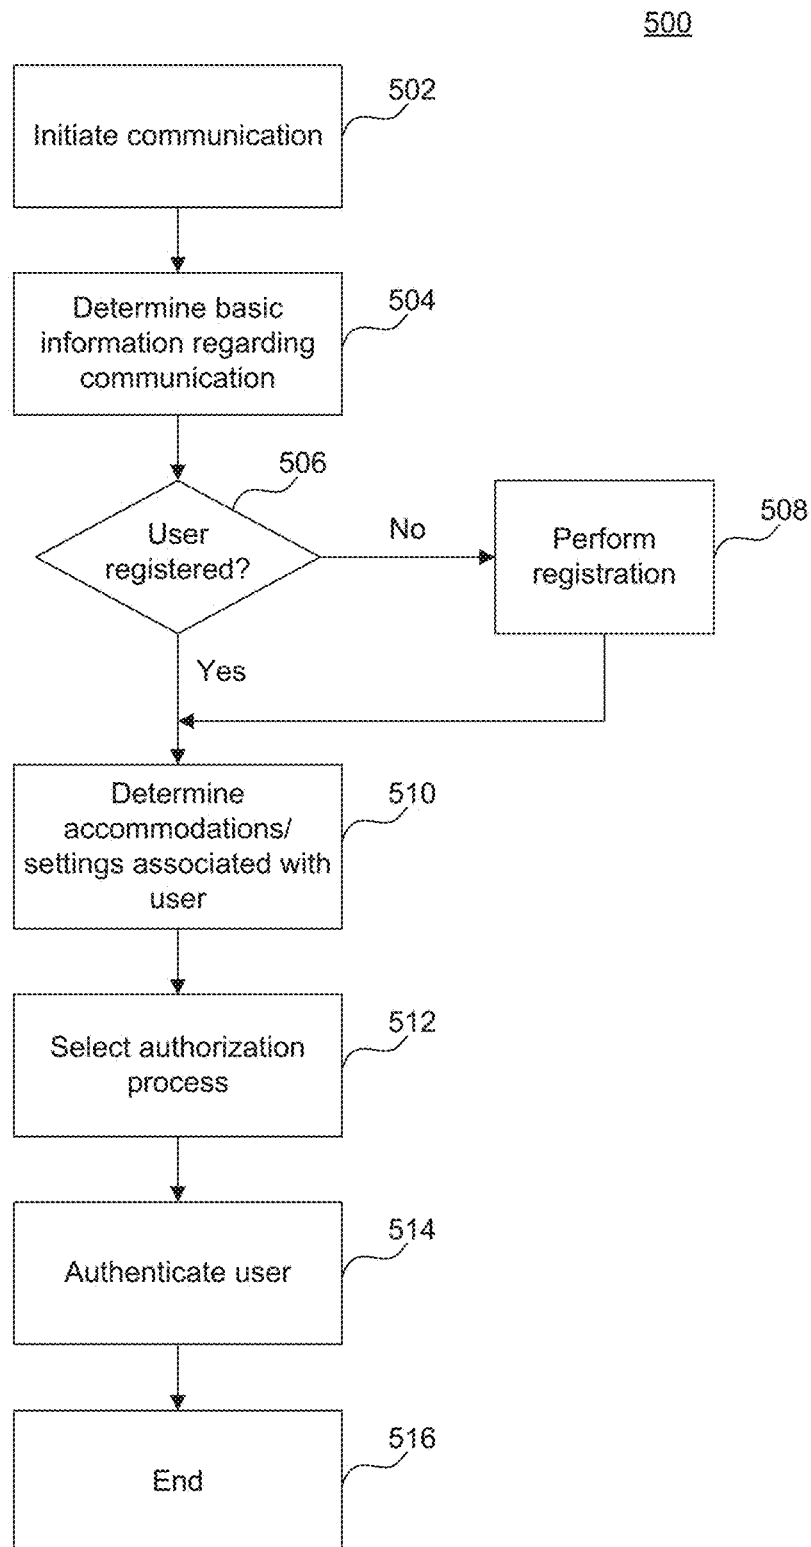 500
502
Initiate communication
504
Determine basic
information regarding
communication
506
User
registered?
No
508
Perform
registration
Yes
510
Determine
accommodations/
settings associated with
user
512
Select authorization
process
514
Authenticate user
516
End